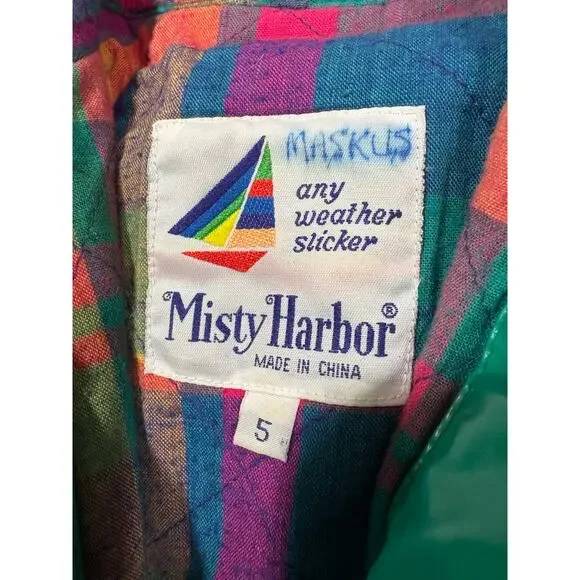 MASKUS
any
weather
slicker
Misty Harbor®
MADE IN CHINA
5